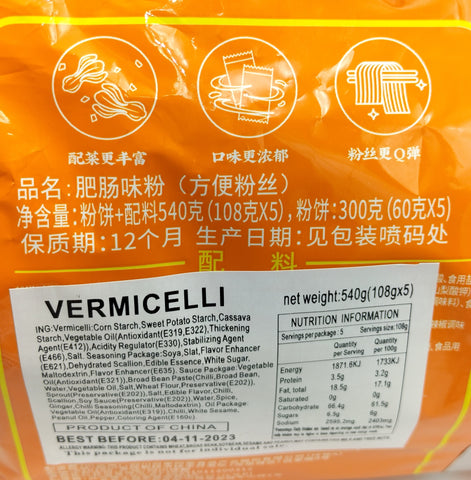 配菜更丰富
口味更浓郁
粉丝更Q弹
品名: 肥肠味粉（方便粉丝）
净含量:粉饼+配料540克(108克X5),粉饼:300克(60克X5)
保质期:12个月 生产日期:见包装喷码处
配 料
VERMICELLI
net weight:540g(108gx5)
ING:Vermicelli:Corn Starch,Sweet Potato Starch,Cassava
Starch,Vegetable Oil(Antioxidant(E319,E322),Thickening
Agent(E412),Acidity Regulator(E330),Stabilizing Agent
(E466),Salt. Seasoning Package:Soya,Slat,Flavor Enhancer
(E621),Dehydrated Scallion,Edible Essence,White Sugar,
Maltodextrin,Flavor Enhancer(E635). Sauce Packgae:Vegetable
Oil(Antioxidant(E321),Broad Bean Paste(Chilli,Broad Bean,
Water,Vegetable Oil,Salt,Wheat Flour,Preservative(E202)),
Sprout(Preservative(E202)),Salt,Edible Flavor,Chilli,
Scallion,Soy Sauce(Preservative(E202)),Water,Spice,
Ginger,Chilli Seasoning(Chilli,Maltodextrin). Oil Package:
Vegetable Oil(Antioxidant(E319)),Chilli,White Sesame,
Peanut Oil,Pepper,Coloring Agent(E160c).
PRODUCT OF CHINA
BEST BEFORE:04-11-2023
This package is not for individual sale
NUTRITION INFORMATION
Servings per package: 5 Servings size:108g
Quantity per Serving Quantity per 100g
Energy 1871.6KJ 1733KJ
Protein 3.5g 3.2g
Fat, total 18.5g 17.1g
Saturated 0g 0g
Carbohydrate 66.4g 61.5g
Sugars 6.5g 6g
Sodium 2595.2mg 2403mg